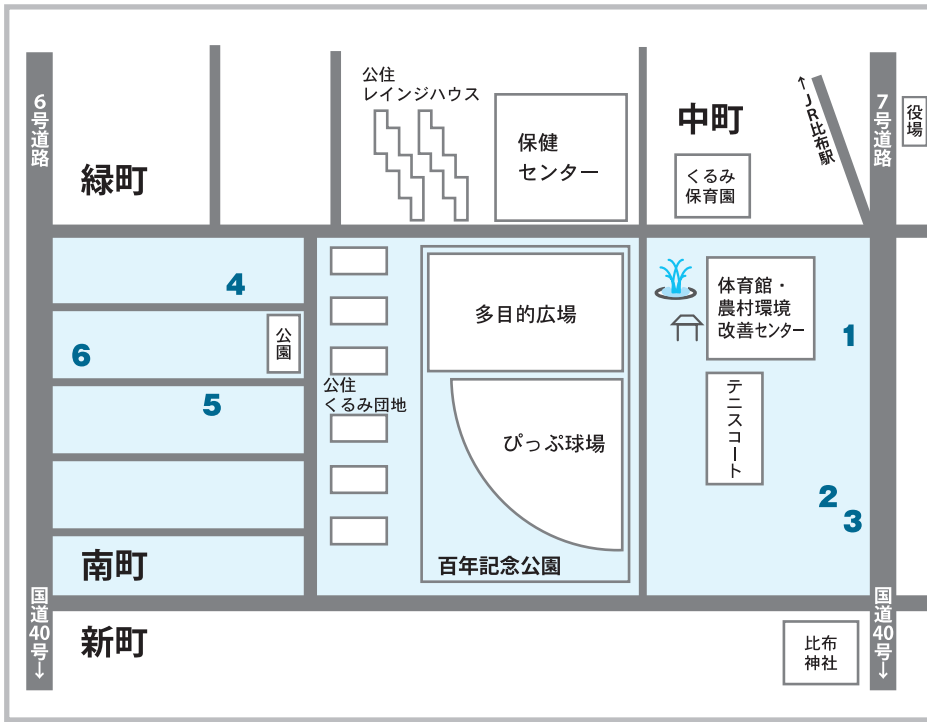 6号道路
公住
レインジハウス
保健
センター
中町
↑JR比布駅
7号道路
役場
緑町
くるみ
保育園
4
多目的広場
体育館・
農村環境
改善センター
1
6
公園
公住
くるみ団地
テニスコート
5
ぴっぷ球場
2
3
南町
百年記念公園
国道40号→
国道40号→
新町
比布
神社